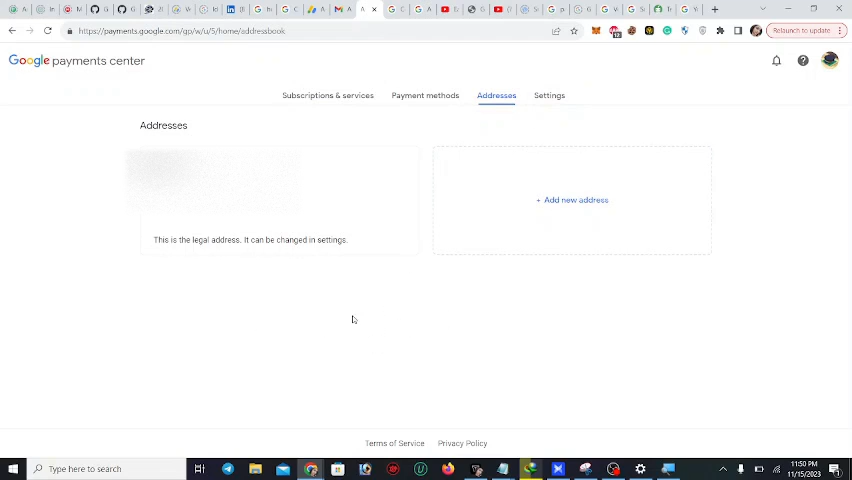 https://payments.google.com/gp/w/u/5/home/addressbook
Relaunch to update
Google payments center
Subscriptions & services
Payment methods
Addresses
Settings
Addresses
+ Add new address
This is the legal address. It can be changed in settings.
Terms of Service
Privacy Policy
Type here to search
11:50 PM
11/15/2023